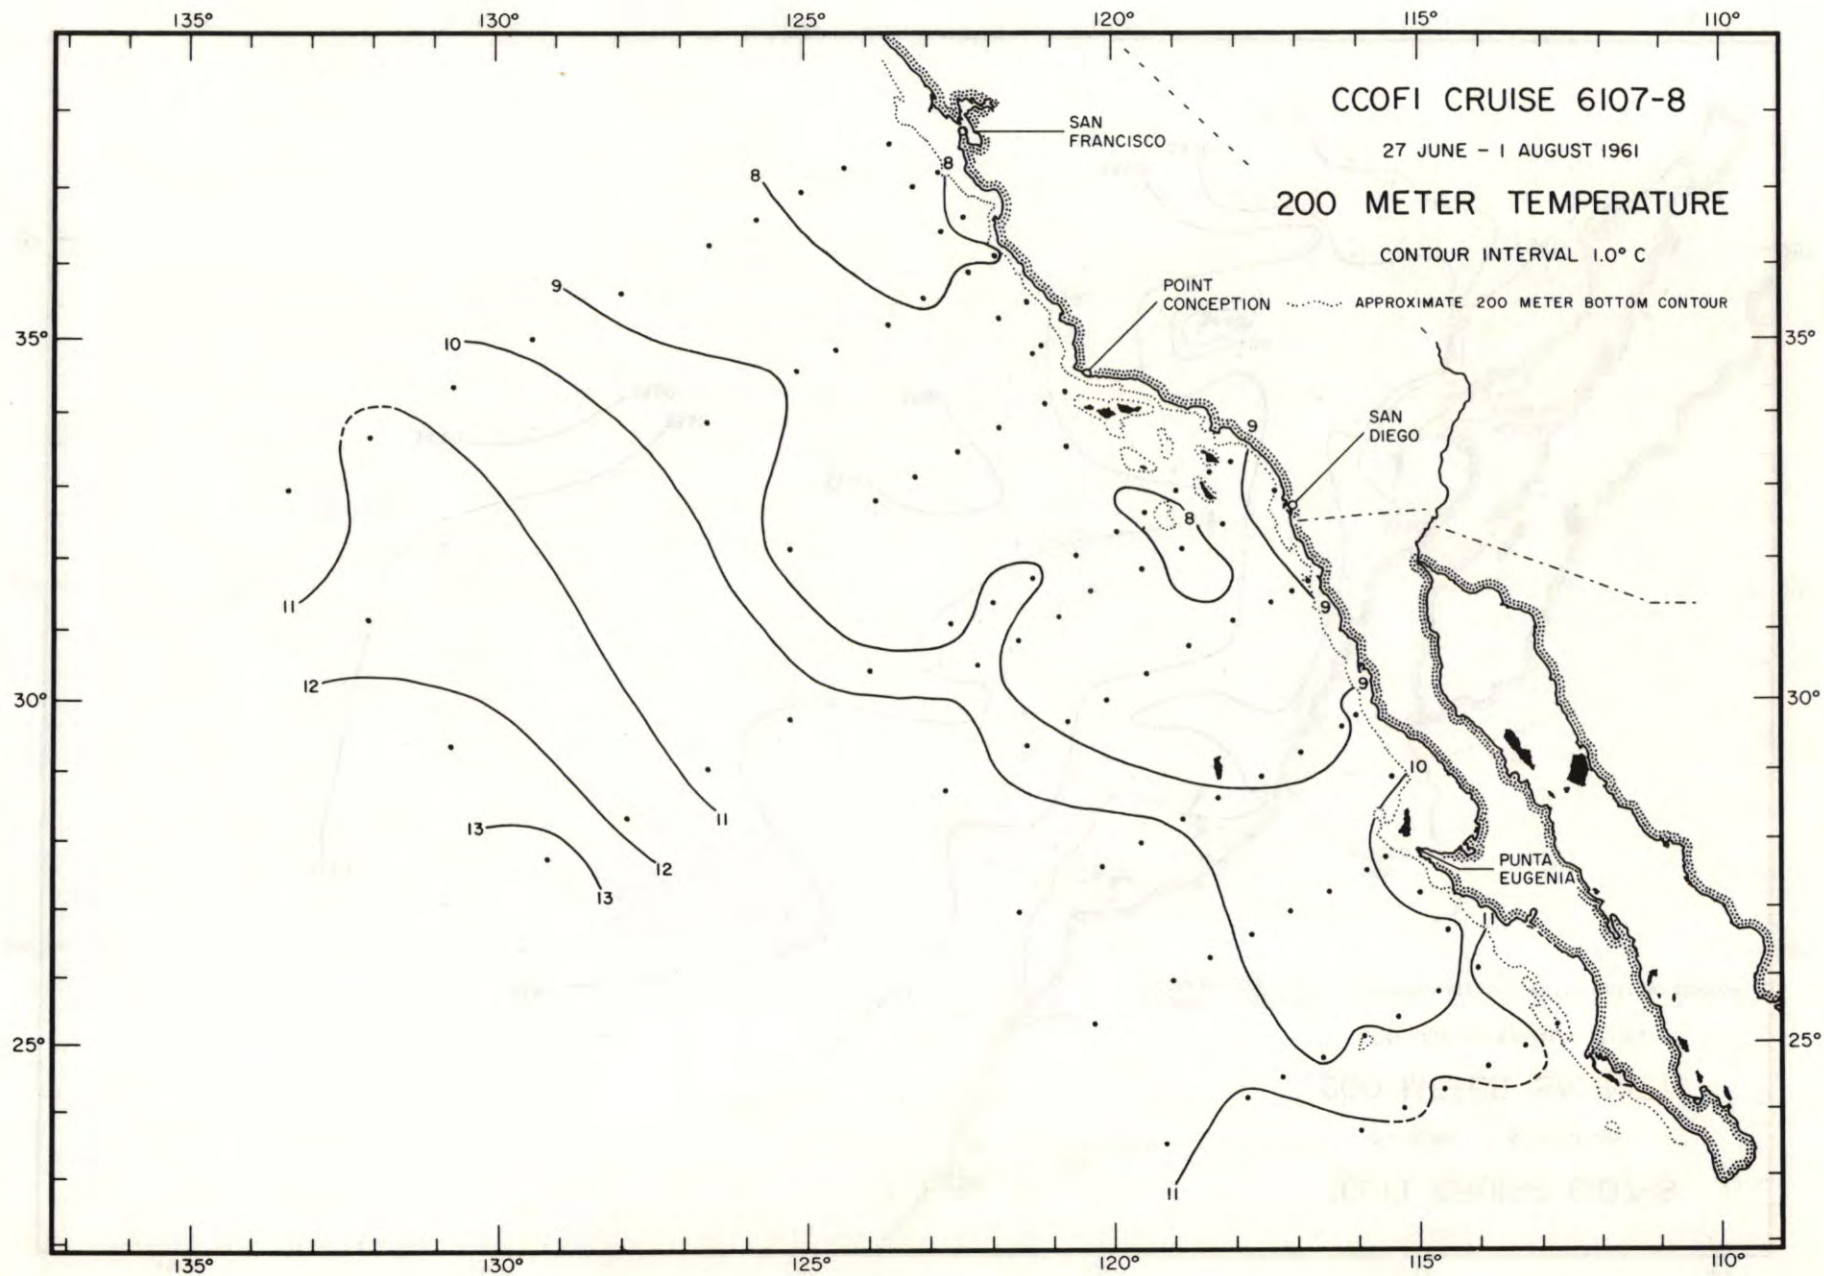 135°
130°
125°
120°
115°
110°
CCOFI CRUISE 6107-8
27 JUNE - 1 AUGUST 1961
200 METER TEMPERATURE
CONTOUR INTERVAL 1.0° C
APPROXIMATE 200 METER BOTTOM CONTOUR
SAN
FRANCISCO
8
8
POINT
CONCEPTION
9
35°
35°
10
SAN
DIEGO
9
8
11
9
12
9
30°
30°
10
11
13
12
PUNTA
EUGENIA
13
11
25°
25°
11
135°
130°
125°
120°
115°
110°